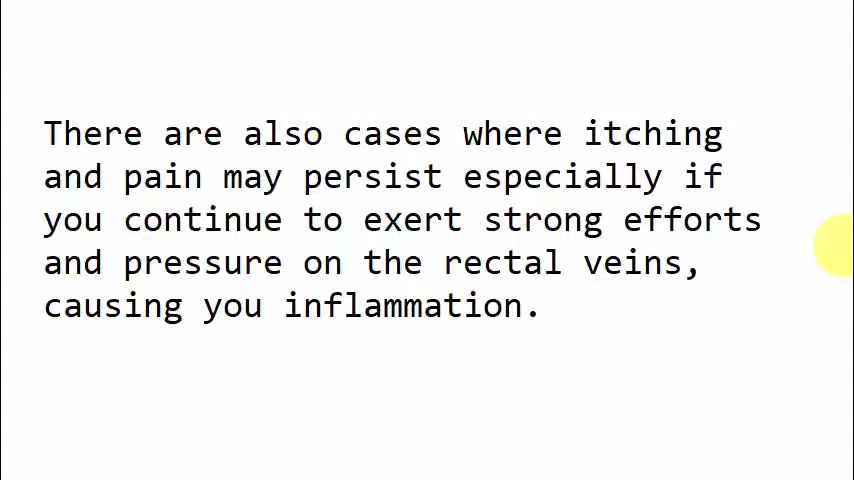 There are also cases where itching
and pain may persist especially if
you continue to exert strong efforts
and pressure on the rectal veins,
causing you inflammation.